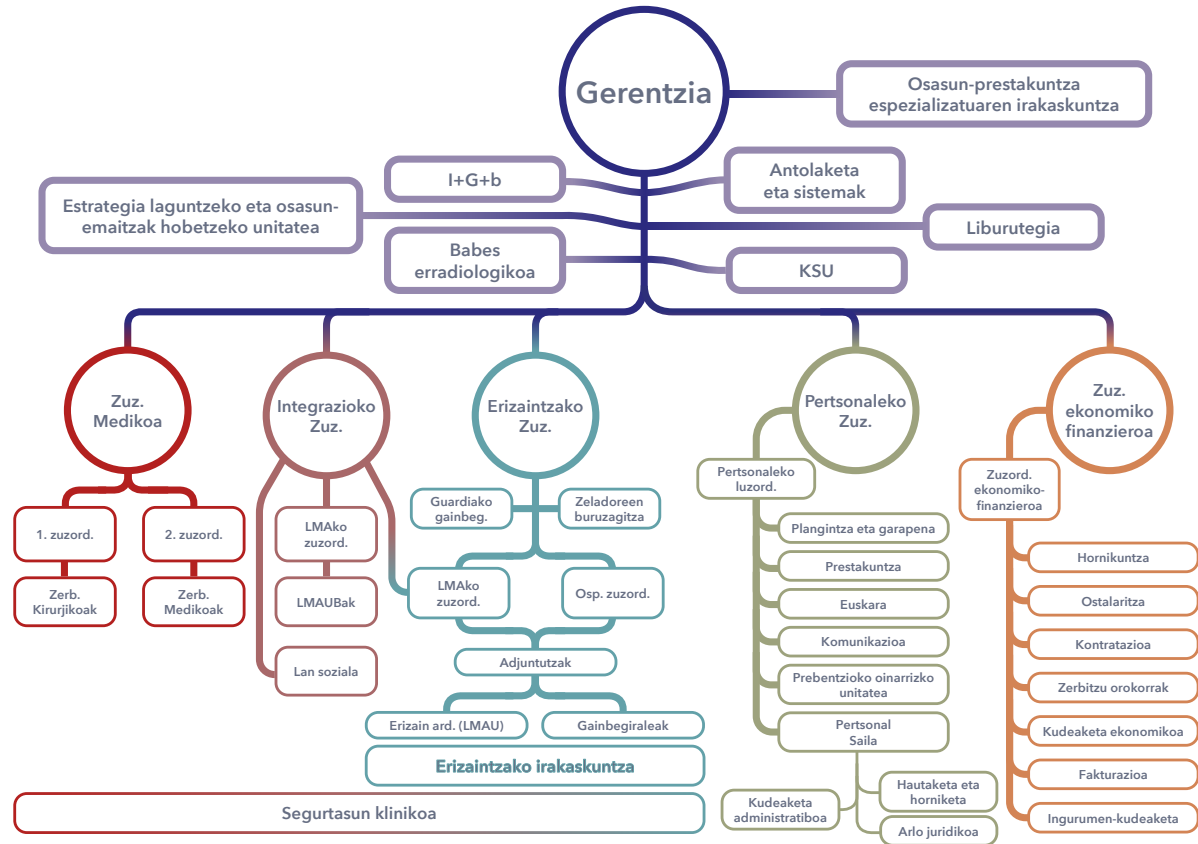 Gerentzia
Osasun-prestakuntza
espezializatuaren irakaskuntza
I+G+b
Antolaketa
eta sistemak
Estrategia laguntzeko eta osasun-
emaitzak hobetzeko unitatea
Liburutegia
Babes
erradiologikoa
KSU
Zuz.
Medikoa
Integrazioko
Zuz.
Erizaintzako
Zuz.
Pertsonaleko
Zuz.
Zuz.
ekonomiko
finanzieroa
1. zuzord.
2. zuzord.
Zerb.
Kirurjikoak
Zerb.
Medikoak
LMAko
zuzord.
LMAUBak
Lan soziala
Guardiako
gainbeg.
Zeladoreen
buruzagitza
LMAko
zuzord.
Osp. zuzord.
Adjuntutzak
Erizain ard. (LMAU)
Gainbegiraleak
Erizaintzako irakaskuntza
Segurtasun klinikoa
Pertsonaleko
luzord.
Plangintza eta garapena
Prestakuntza
Euskara
Komunikazioa
Prebentzioko oinarrizko
unitatea
Pertsonal
Saila
Kudeaketa
administratiboa
Hautaketa eta
horniketa
Arlo juridikoa
Zuzord.
ekonomiko-
finanzieroa
Hornikuntza
Ostalaritza
Kontratazioa
Zerbitzu orokorrak
Kudeaketa ekonomikoa
Fakturazioa
Ingurumen-kudeaketa